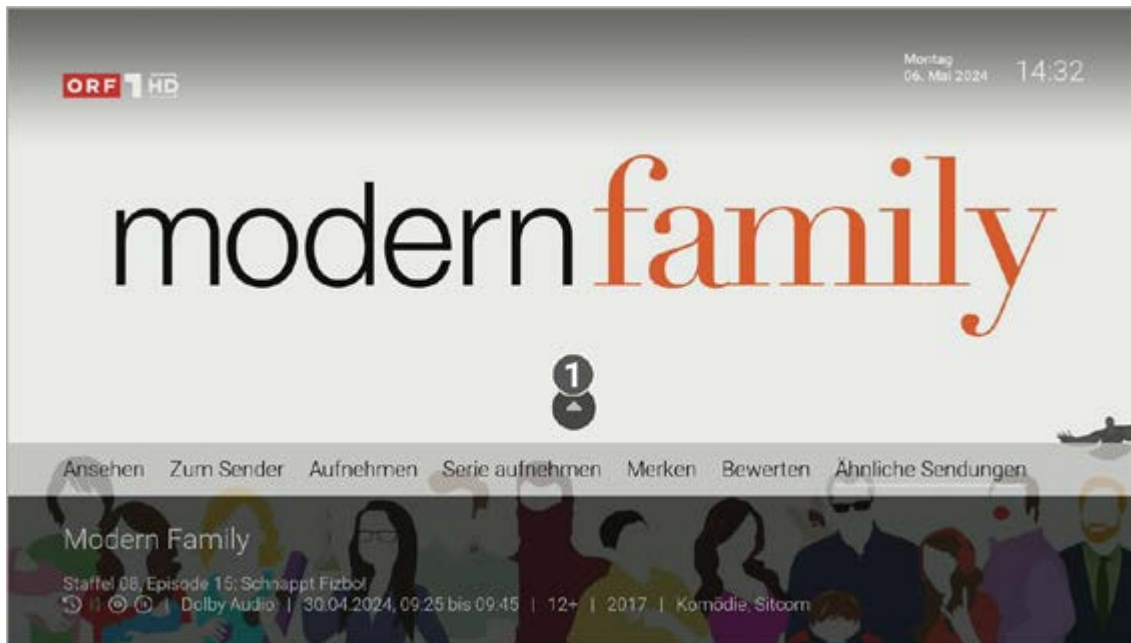 ORF 1 HD
Montag
06. Mai 2024
14:32
modern family
1
Ansehen Zum Sender Aufnehmen Serie aufnehmen Merken Bewerten Ähnliche Sendungen
Modern Family
Staffel 08, Episode 15: Schnappt Fizbo!
| Dolby Audio | 30.04.2024, 09:25 bis 09:45 | 12+ | 2017 | Komödie, Sitcom